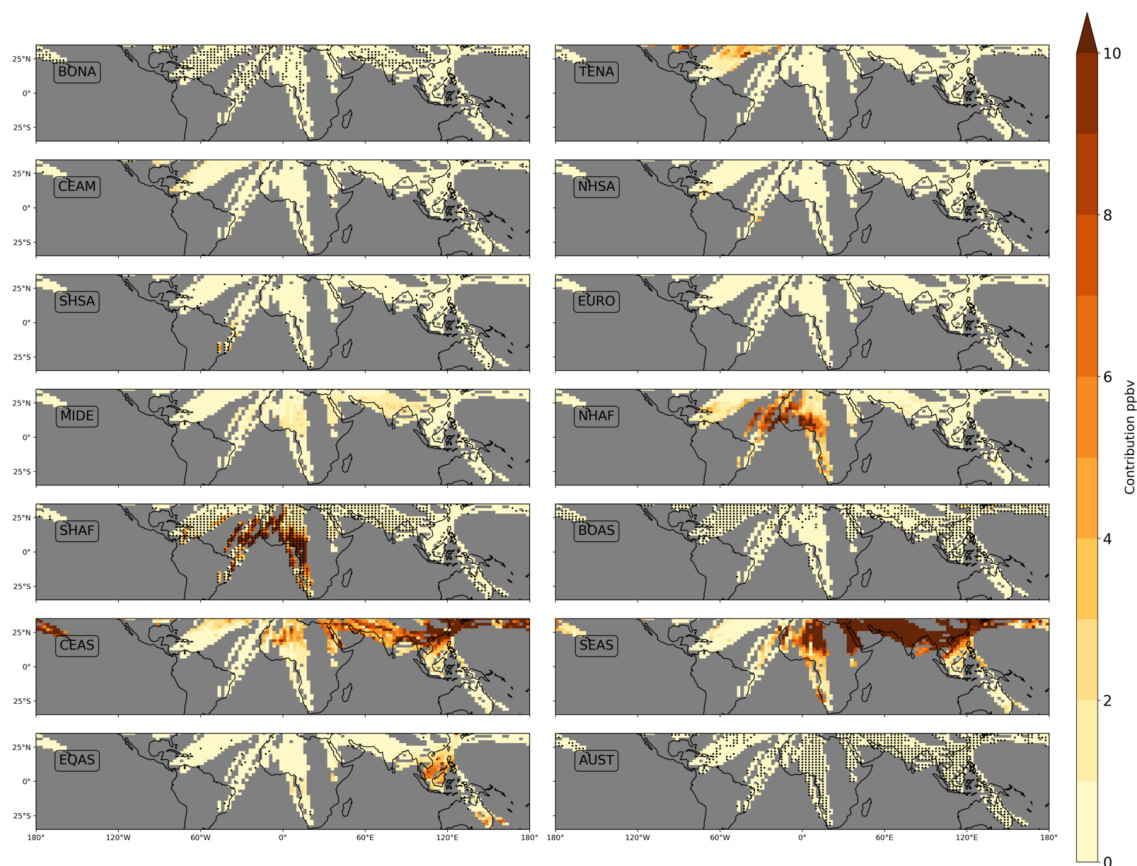 25°N
BONA
0°
25°S
TENA
25°N
CEAM
0°
25°S
NHSA
25°N
SHSA
0°
25°S
EURO
25°N
MIDE
0°
25°S
NHAF
25°N
SHAF
0°
25°S
BOAS
25°N
CEAS
0°
25°S
SEAS
25°N
EQAS
0°
25°S
AUST
180° 120°W 60°W 0° 60°E 120°E 180°
180° 120°W 60°W 0° 60°E 120°E 180°
10
8
6
4
2
0
Contribution ppbv